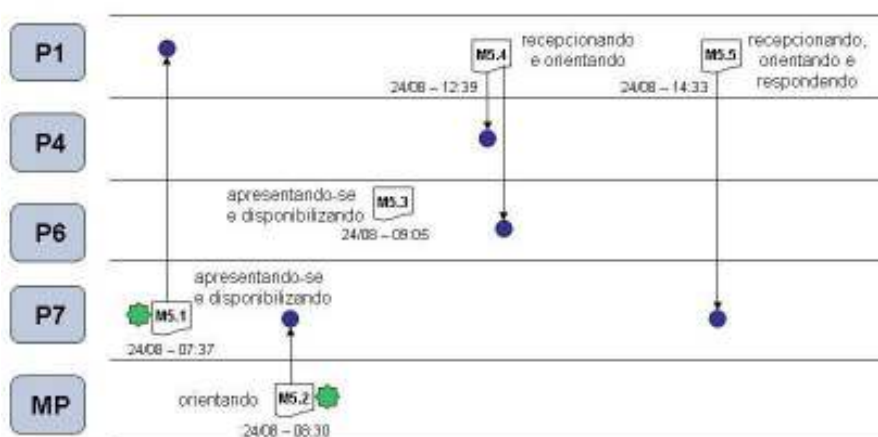 P1
M5.4
recepcionando
e orientando
24/08 – 12:39
M5.5
recepcionando,
orientando e
respondendo
24/08 – 14:33
P4
P6
apresentando-se
e disponibilizando
M5.3
24/08 – 09:05
P7
apresentando-se
e disponibilizando
M5.1
24/08 – 07:37
MP
orientando
M5.2
24/08 – 08:30